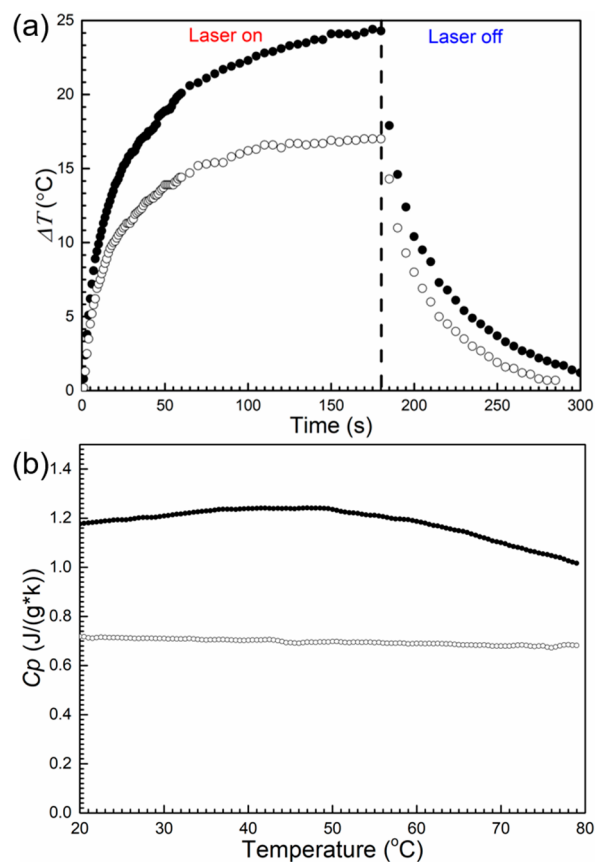 (a)
Laser on
Laser off
25
20
15
10
5
0
ΔT (°C)
0 50 100 150 200 250 300
Time (s)
(b)
1.4
1.2
1.0
0.8
0.6
0.4
0.2
0.0
Cp (J/(g*k))
20 30 40 50 60 70 80
Temperature (°C)